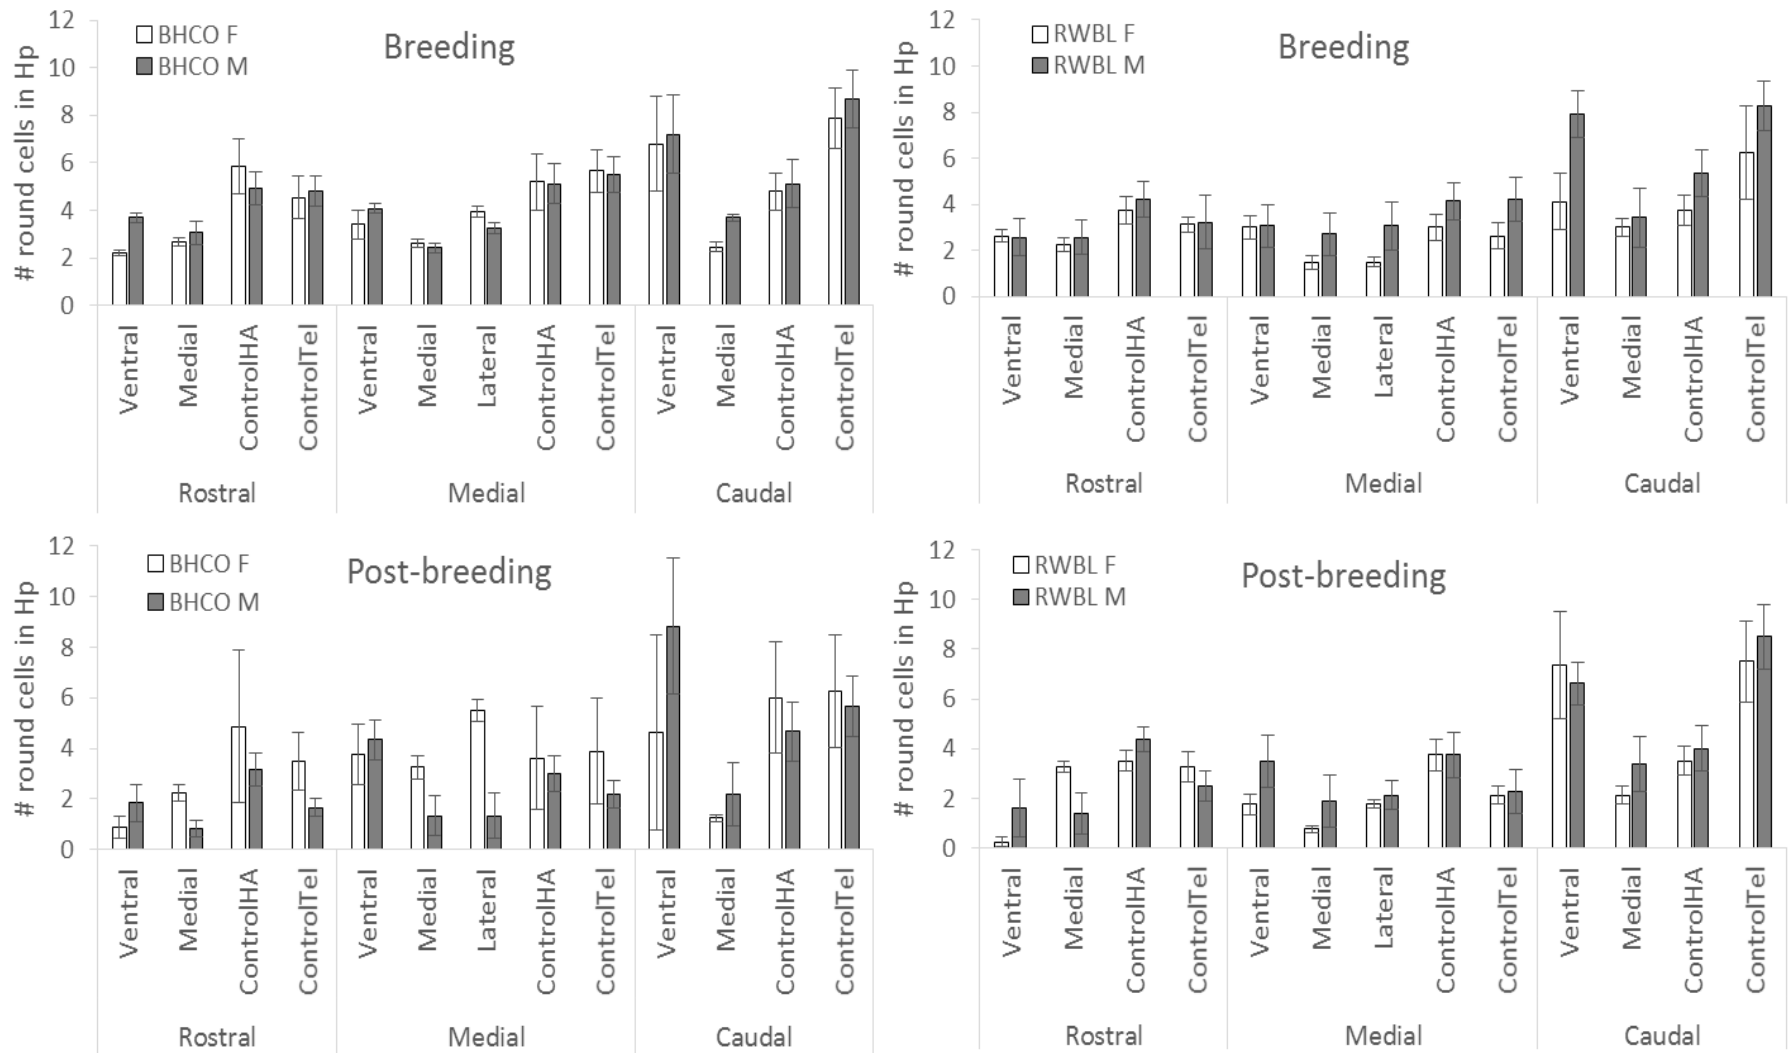 # round cells in Hp
12
10
8
6
4
2
0
BHCO F
BHCO M
Breeding
Ventral
Medial
ControlHA
ControlTel
Ventral
Medial
Lateral
ControlHA
ControlTel
Ventral
Medial
ControlHA
ControlTel
Rostral
Medial
Caudal
# round cells in Hp
12
10
8
6
4
2
0
RWBL F
RWBL M
Breeding
Ventral
Medial
ControlHA
ControlTel
Ventral
Medial
Lateral
ControlHA
ControlTel
Ventral
Medial
ControlHA
ControlTel
Rostral
Medial
Caudal
# round cells in Hp
12
10
8
6
4
2
0
BHCO F
BHCO M
Post-breeding
Ventral
Medial
ControlHA
ControlTel
Ventral
Medial
Lateral
ControlHA
ControlTel
Ventral
Medial
ControlHA
ControlTel
Rostral
Medial
Caudal
# round cells in Hp
12
10
8
6
4
2
0
RWBL F
RWBL M
Post-breeding
Ventral
Medial
ControlHA
ControlTel
Ventral
Medial
Lateral
ControlHA
ControlTel
Ventral
Medial
ControlHA
ControlTel
Rostral
Medial
Caudal